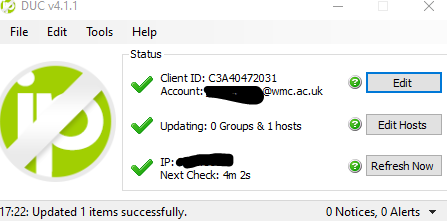 DUC v4.1.1
File Edit Tools Help
Status
Client ID: C3A40472031
Account: @wmc.ac.uk
Edit
Updating: 0 Groups & 1 hosts
Edit Hosts
IP:
Next Check: 4m 2s
Refresh Now
ip
17:22: Updated 1 items successfully.
0 Notices, 0 Alerts